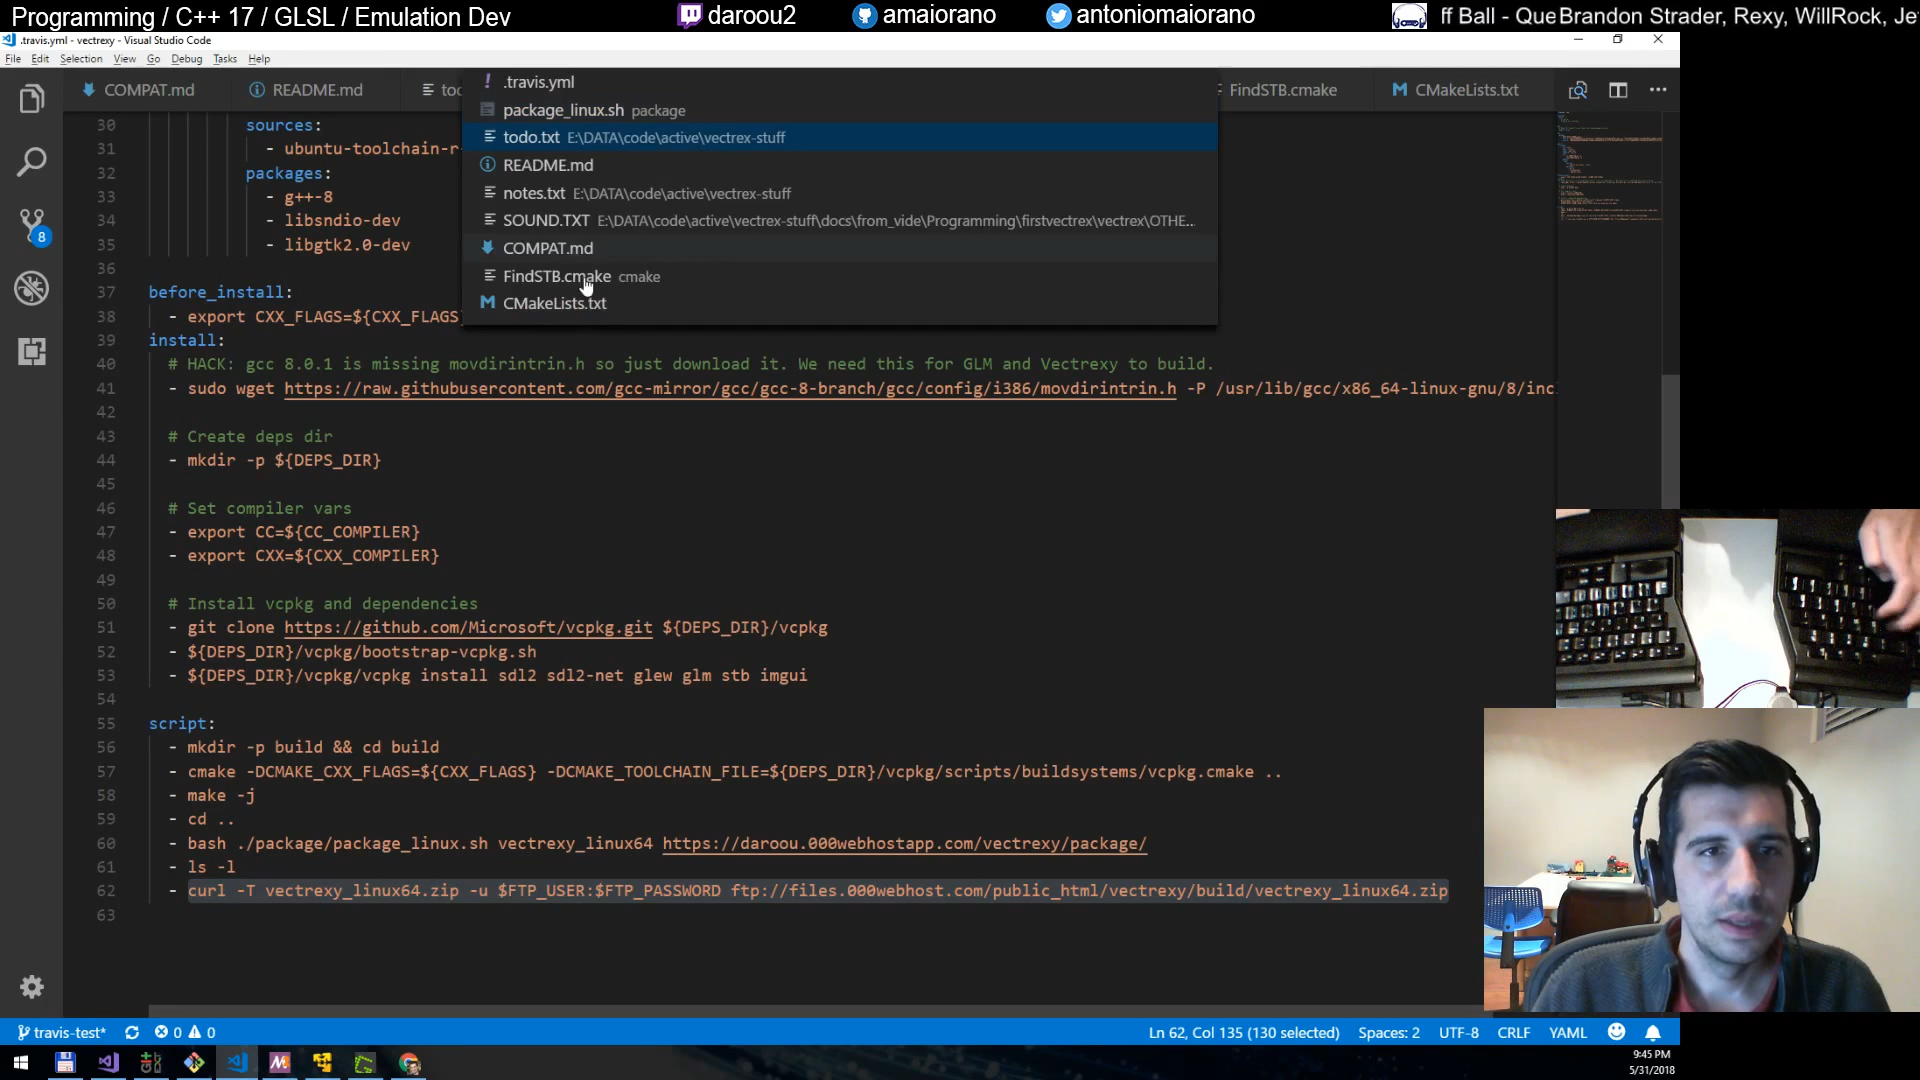 Programming / C++ 17 / GLSL / Emulation Dev
daroou2
amaiorano
antoniomaiorano
ff Ball - QueBrandon Strader, Rexy, WillRock, Je
.travis.yml - vectrexy - Visual Studio Code
File Edit Selection View Go Debug Tasks Help
COMPAT.md
README.md
FindSTB.cmake
CMakeLists.txt
.travis.yml
package_linux.sh package
todo.txt E:\DATA\code\active\vectrex-stuff
README.md
notes.txt E:\DATA\code\active\vectrex-stuff
SOUND.TXT E:\DATA\code\active\vectrex-stuff\docs\from_vide\Programming\firstvectrex\vectrex\OTHE...
COMPAT.md
FindSTB.cmake cmake
CMakeLists.txt
8
30 sources:
31 - ubuntu-toolchain-r
32 packages:
33 - g++-8
34 - libsndio-dev
35 - libgtk2.0-dev
36
37 before_install:
38 - export CXX_FLAGS=${CXX_FLAGS
39 install:
40 # HACK: gcc 8.0.1 is missing movdirintrin.h so just download it. We need this for GLM and Vectrexy to build.
41 - sudo wget https://raw.githubusercontent.com/gcc-mirror/gcc/gcc-8-branch/gcc/config/i386/movdirintrin.h -P /usr/lib/gcc/x86_64-linux-gnu/8/inc
42
43 # Create deps dir
44 - mkdir -p ${DEPS_DIR}
45
46 # Set compiler vars
47 - export CC=${CC_COMPILER}
48 - export CXX=${CXX_COMPILER}
49
50 # Install vcpkg and dependencies
51 - git clone https://github.com/Microsoft/vcpkg.git ${DEPS_DIR}/vcpkg
52 - ${DEPS_DIR}/vcpkg/bootstrap-vcpkg.sh
53 - ${DEPS_DIR}/vcpkg/vcpkg install sdl2 sdl2-net glew glm stb imgui
54
55 script:
56 - mkdir -p build && cd build
57 - cmake -DCMAKE_CXX_FLAGS=${CXX_FLAGS} -DCMAKE_TOOLCHAIN_FILE=${DEPS_DIR}/vcpkg/scripts/buildsystems/vcpkg.cmake ..
58 - make -j
59 - cd ..
60 - bash ./package/package_linux.sh vectrexy_linux64 https://daroou.000webhostapp.com/vectrexy/package/
61 - ls -l
62 - curl -T vectrexy_linux64.zip -u $FTP_USER:$FTP_PASSWORD ftp://files.000webhost.com/public_html/vectrexy/build/vectrexy_linux64.zip
63
travis-test* 0 0
Ln 62, Col 135 (130 selected) Spaces: 2 UTF-8 CRLF YAML
9:45 PM
5/31/2018